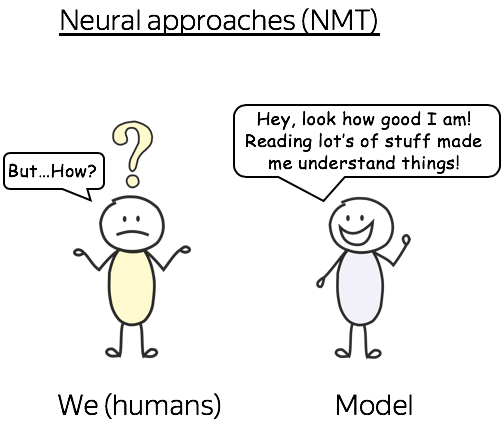 Neural approaches (NMT)
But...How?
Hey, look how good I am!
Reading lot's of stuff made
me understand things!
?
We (humans)
Model